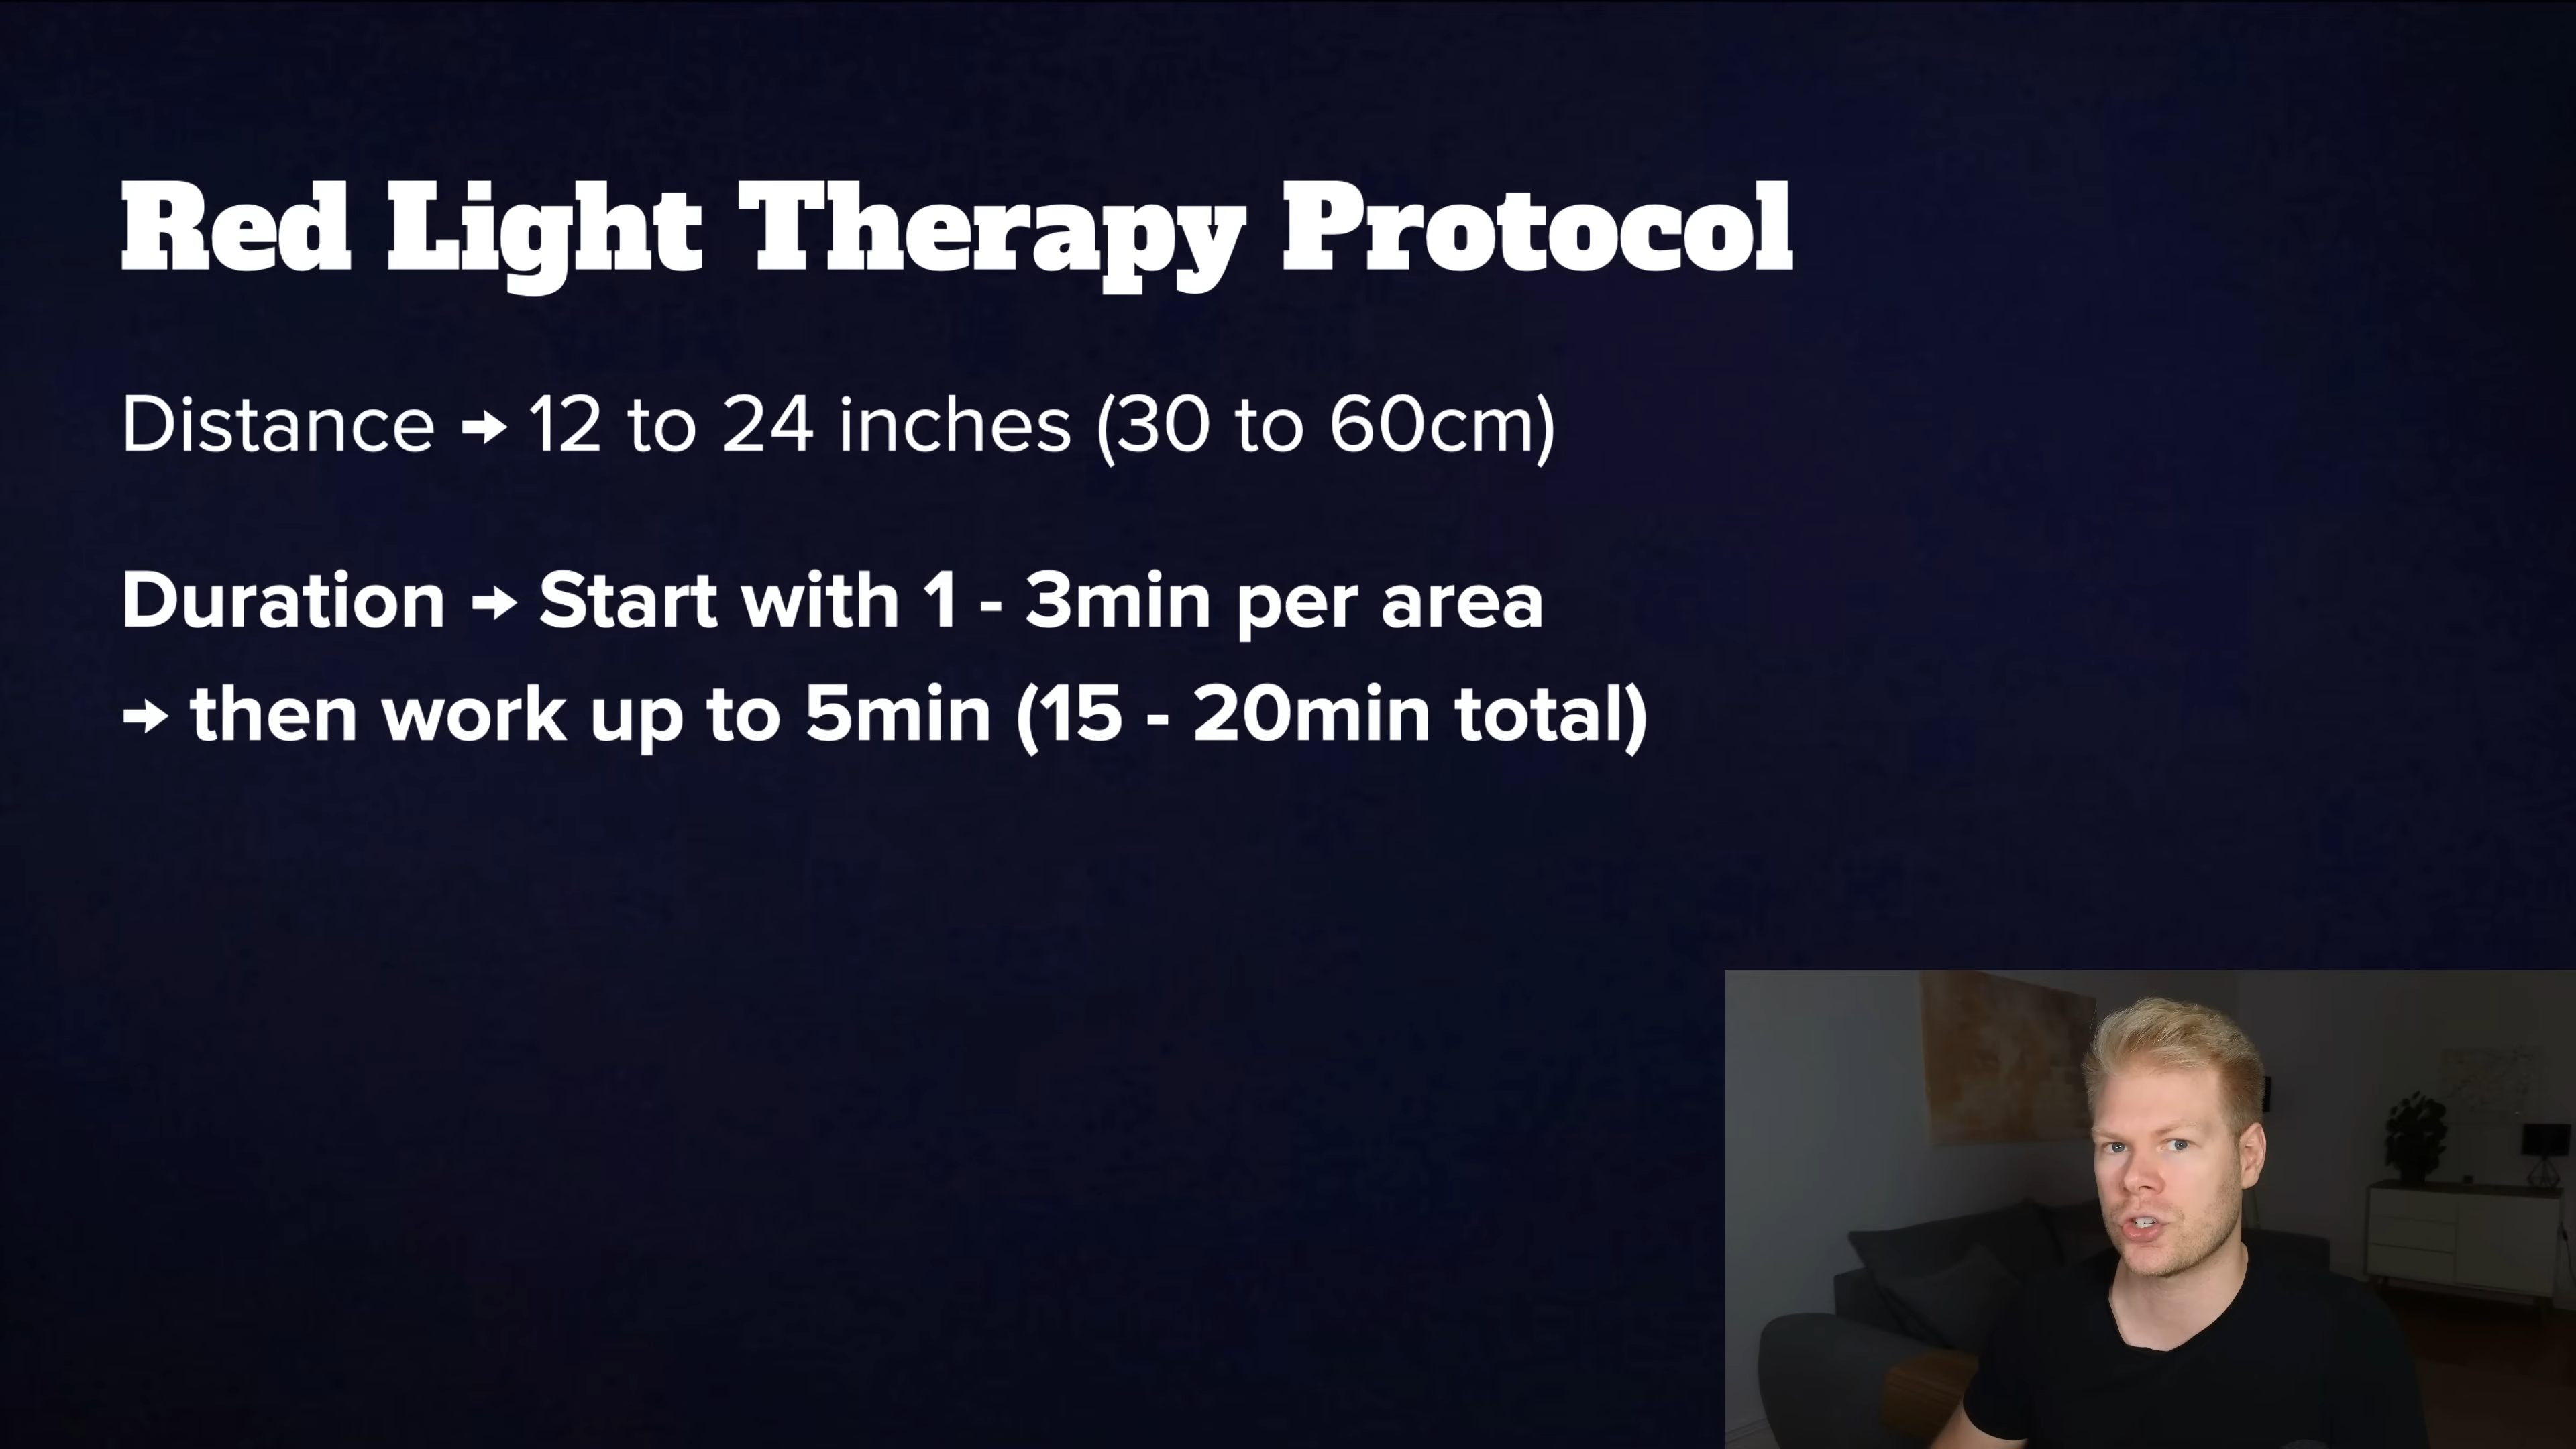 Red Light Therapy Protocol
Distance → 12 to 24 inches (30 to 60cm)
Duration → Start with 1 - 3min per area
→ then work up to 5min (15 - 20min total)